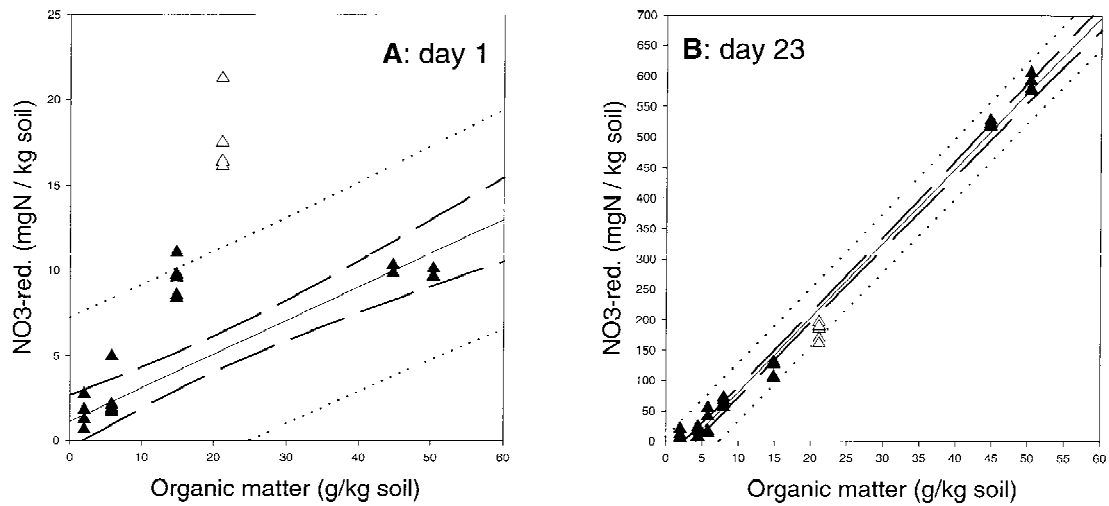 A: day 1
NO3-red. (mgN / kg soil)
25
20
15
10
5
0
0 10 20 30 40 50 60
Organic matter (g/kg soil)
B: day 23
NO3-red. (mgN / kg soil)
700
650
600
550
500
450
400
350
300
250
200
150
100
50
0
0 5 10 15 20 25 30 35 40 45 50 55 60
Organic matter (g/kg soil)